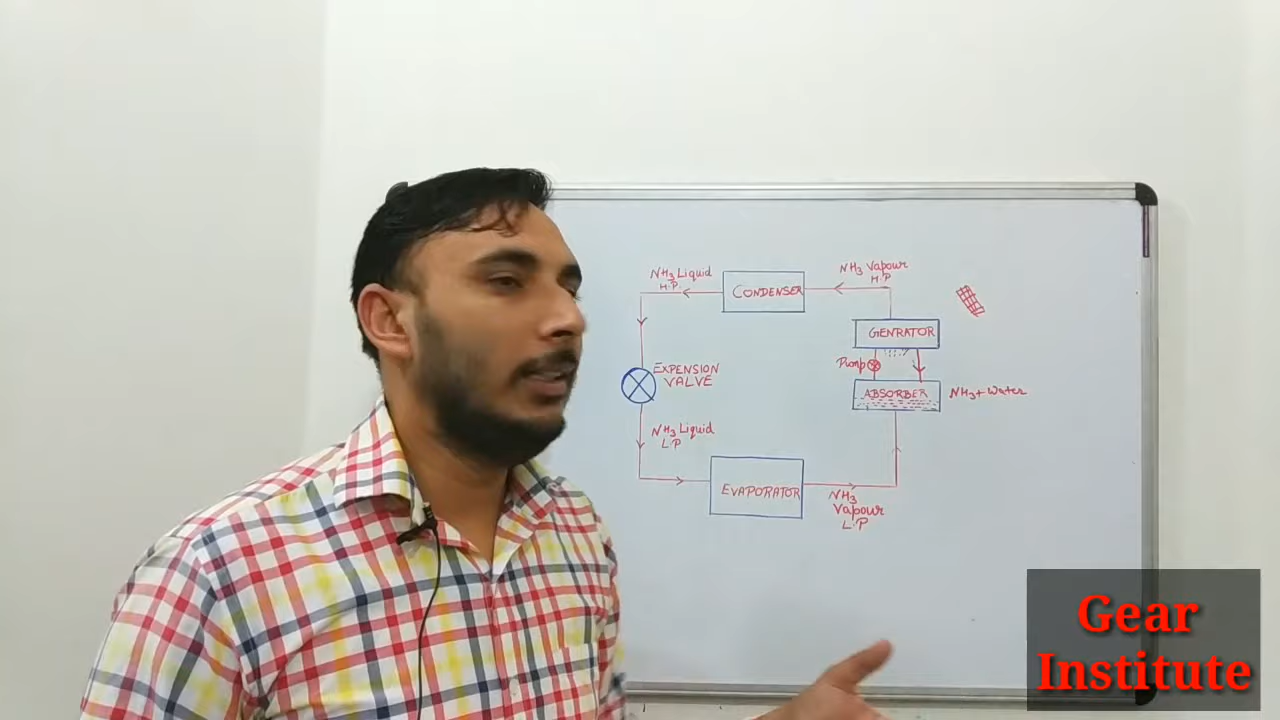 NH3 Liquid
H.P.
CONDENSER
NH3 Vapour
H.P
GENRATOR
Pump
ABSORBER
NH3+Water
EXPENSION
VALVE
NH3 Liquid
L.P
EVAPORATOR
NH3
Vapour
L.P
Gear
Institute